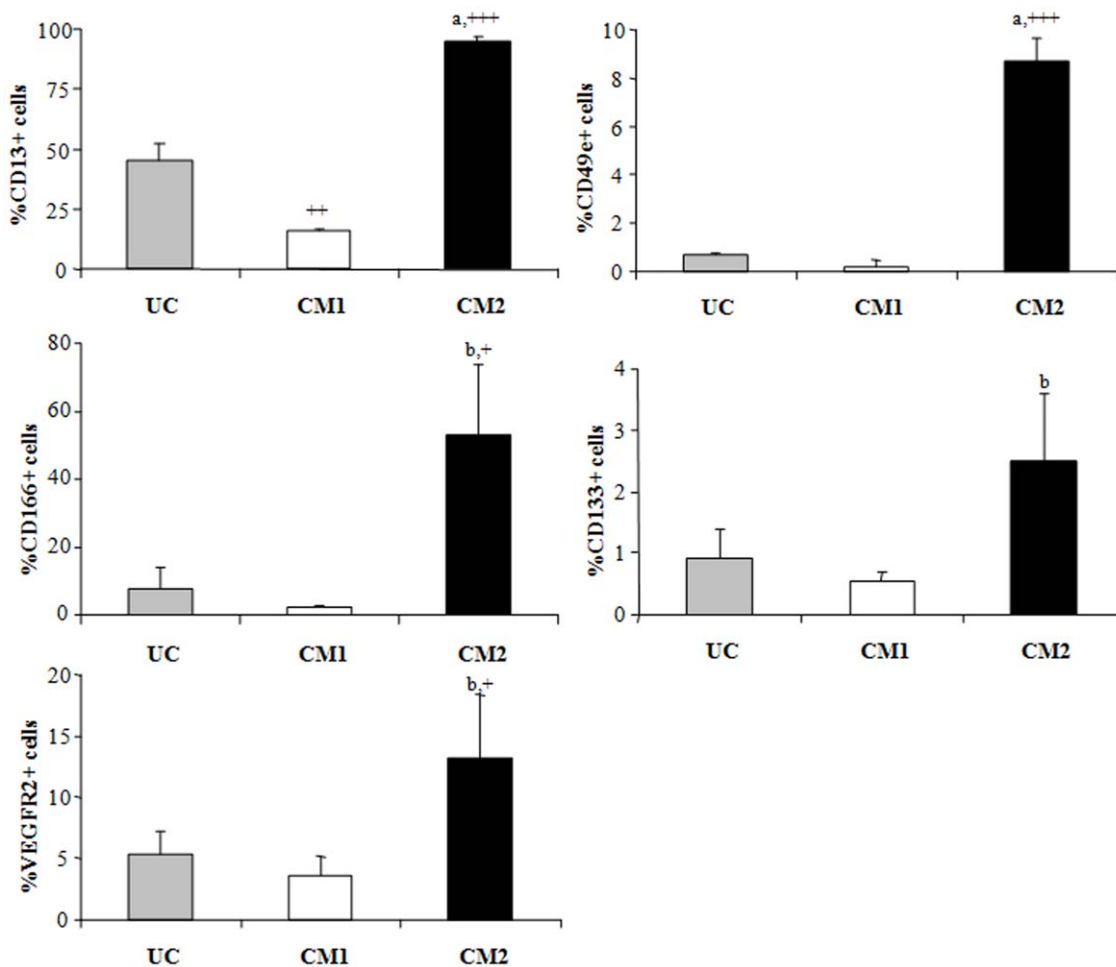 %CD13+ cells
100
75
50
25
0
a,+++
++
UC CM1 CM2
%CD49e+ cells
10
8
6
4
2
0
a,+++
UC CM1 CM2
%CD166+ cells
80
60
40
20
0
b,+
UC CM1 CM2
%CD133+ cells
4
3
2
1
0
b
UC CM1 CM2
%VEGFR2+ cells
20
15
10
5
0
b,+
UC CM1 CM2